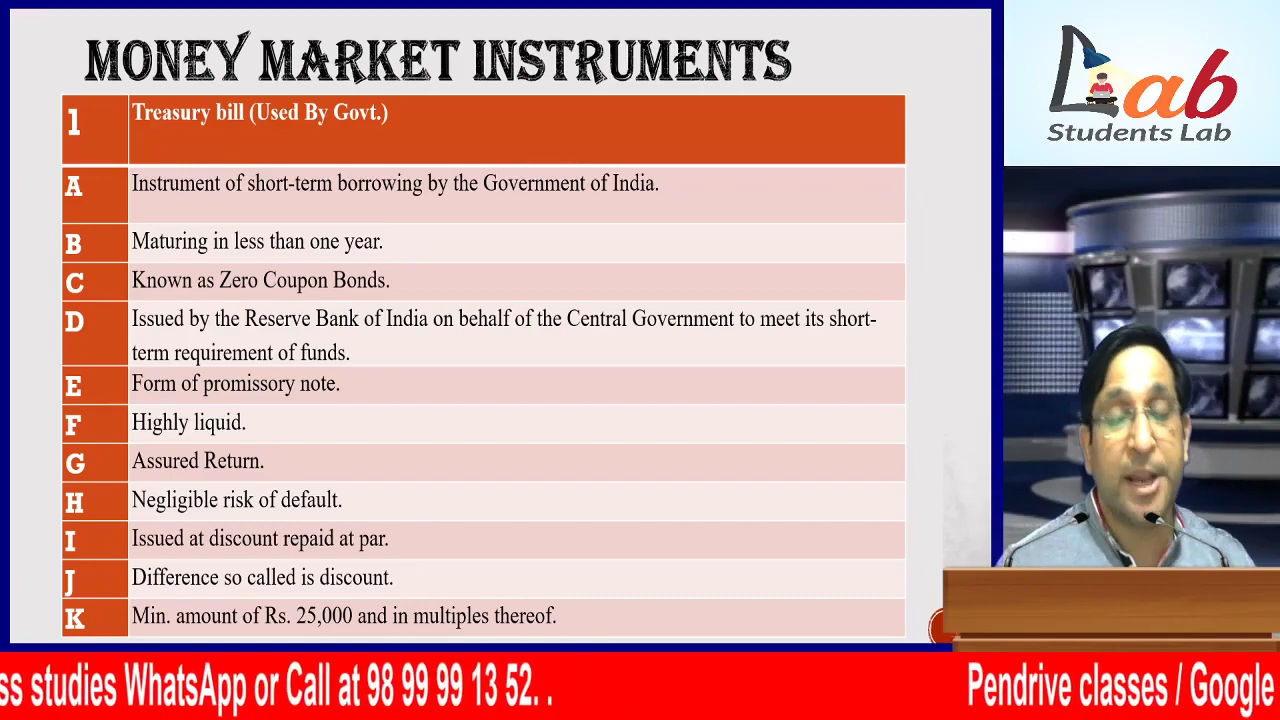 MONEY MARKET INSTRUMENTS
1 Treasury bill (Used By Govt.)
A Instrument of short-term borrowing by the Government of India.
B Maturing in less than one year.
C Known as Zero Coupon Bonds.
D Issued by the Reserve Bank of India on behalf of the Central Government to meet its short-
term requirement of funds.
E Form of promissory note.
F Highly liquid.
G Assured Return.
H Negligible risk of default.
I Issued at discount repaid at par.
J Difference so called is discount.
K Min. amount of Rs. 25,000 and in multiples thereof.
Lab
Students Lab
ss studies WhatsApp or Call at 98 99 99 13 52. . Pendrive classes / Google